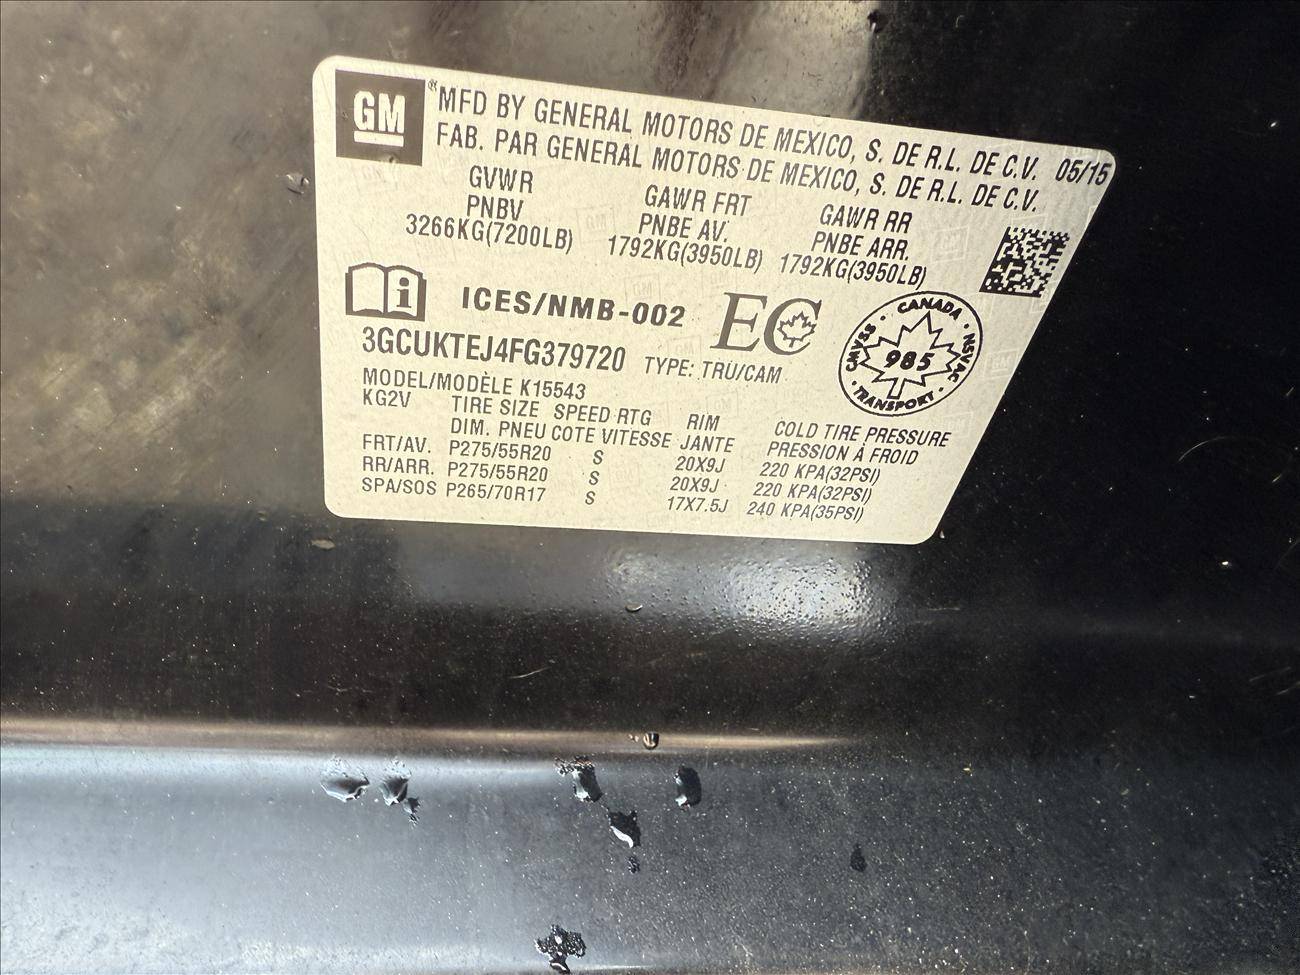 GM
MFD BY GENERAL MOTORS DE MEXICO, S. DE R.L. DE C.V. 05/15
FAB. PAR GENERAL MOTORS DE MEXICO, S. DE R.L. DE C.V.
GVWR GAWR FRT GAWR RR
PNBV PNBE AV. PNBE ARR.
3266KG(7200LB) 1792KG(3950LB) 1792KG(3950LB)
i ICES/NMB-002 EC
CANADA · NSVAC · TRANSPORT · CMVSS ·
985
3GCUKTEJ4FG379720 TYPE: TRU/CAM
MODEL/MODÈLE K15543
KG2V TIRE SIZE SPEED RTG RIM COLD TIRE PRESSURE
DIM. PNEU COTE VITESSE JANTE PRESSION À FROID
FRT/AV. P275/55R20 S 20X9J 220 KPA(32PSI)
RR/ARR. P275/55R20 S 20X9J 220 KPA(32PSI)
SPA/SOS P265/70R17 S 17X7.5J 240 KPA(35PSI)